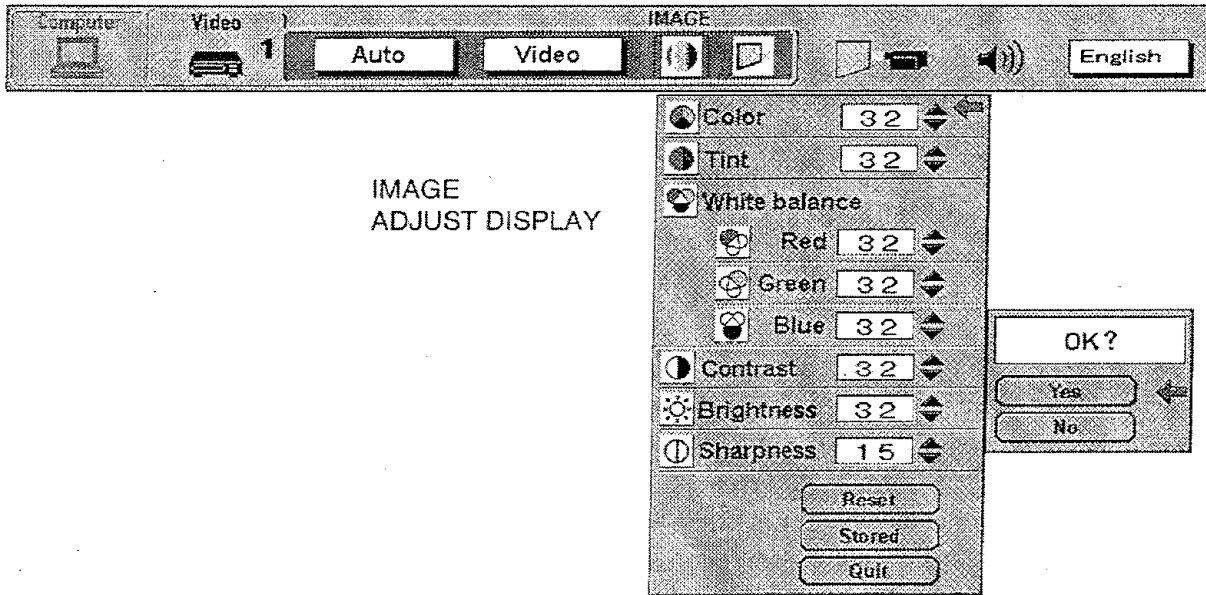 Computer Video IMAGE
1 Auto Video English
IMAGE
ADJUST DISPLAY
Color 32
Tint 32
White balance
Red 32
Green 32
Blue 32
Contrast 32
Brightness 32
Sharpness 15
Reset
Stored
Quit
OK?
Yes
No